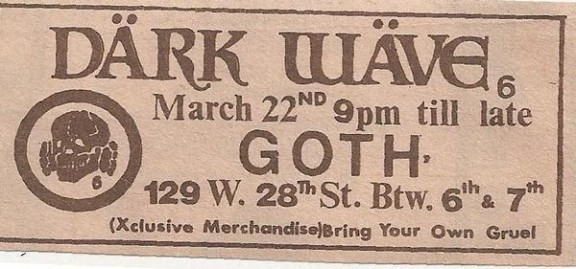 DÄRK WÄVE 6
March 22ND 9pm till late
GOTH
6
129 W. 28Th St. Btw. 6th & 7th
(Xclusive Merchandise)Bring Your Own Gruel